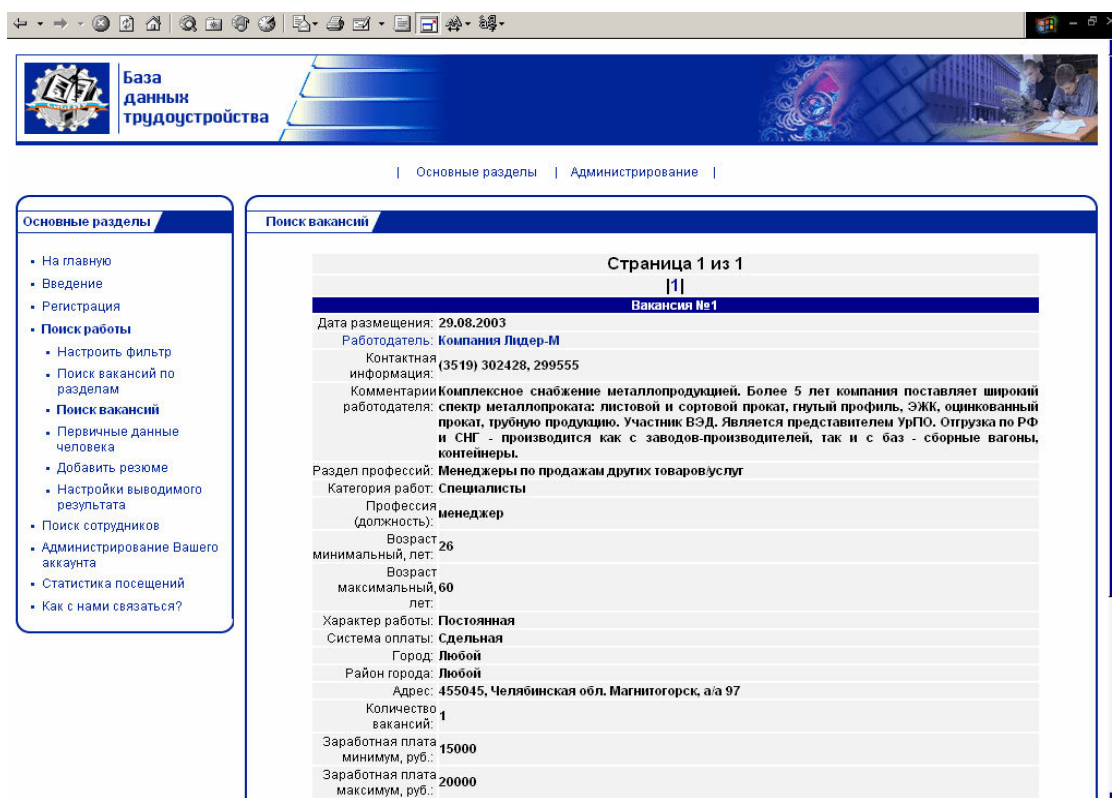 База
данных
трудоустройства
| Основные разделы | Администрирование |
Основные разделы
На главную
Введение
Регистрация
Поиск работы
Настроить фильтр
Поиск вакансий по
разделам
Поиск вакансий
Первичные данные
человека
Добавить резюме
Настройки выводимого
результата
Поиск сотрудников
Администрирование Вашего
аккаунта
Статистика посещений
Как с нами связаться?
Поиск вакансий
Страница 1 из 1
|1|
Вакансия №1
Дата размещения: 29.08.2003
Работодатель: Компания Лидер-М
Контактная
информация: (3519) 302428, 299555
Комментарии Комплексное снабжение металлопродукцией. Более 5 лет компания поставляет широкий
работодателя: спектр металлопроката: листовой и сортовой прокат, гнутый профиль, ЭЖК, оцинкованный
прокат, трубную продукцию. Участник ВЭД. Является представителем УрПО. Отгрузка по РФ
и СНГ - производится как с заводов-производителей, так и с баз - сборные вагоны,
контейнеры.
Раздел профессий: Менеджеры по продажам других товаров/услуг
Категория работ: Специалисты
Профессия
(должность): менеджер
Возраст
минимальный, лет: 26
Возраст
максимальный, 60
лет:
Характер работы: Постоянная
Система оплаты: Сдельная
Город: Любой
Район города: Любой
Адрес: 455045, Челябинская обл. Магнитогорск, а/а 97
Количество
вакансий: 1
Заработная плата
минимум, руб.: 15000
Заработная плата
максимум, руб.: 20000